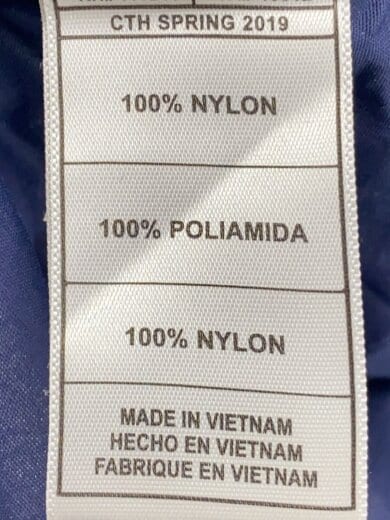 CTH SPRING 2019
100% NYLON
100% POLIAMIDA
100% NYLON
MADE IN VIETNAM
HECHO EN VIETNAM
FABRIQUE EN VIETNAM